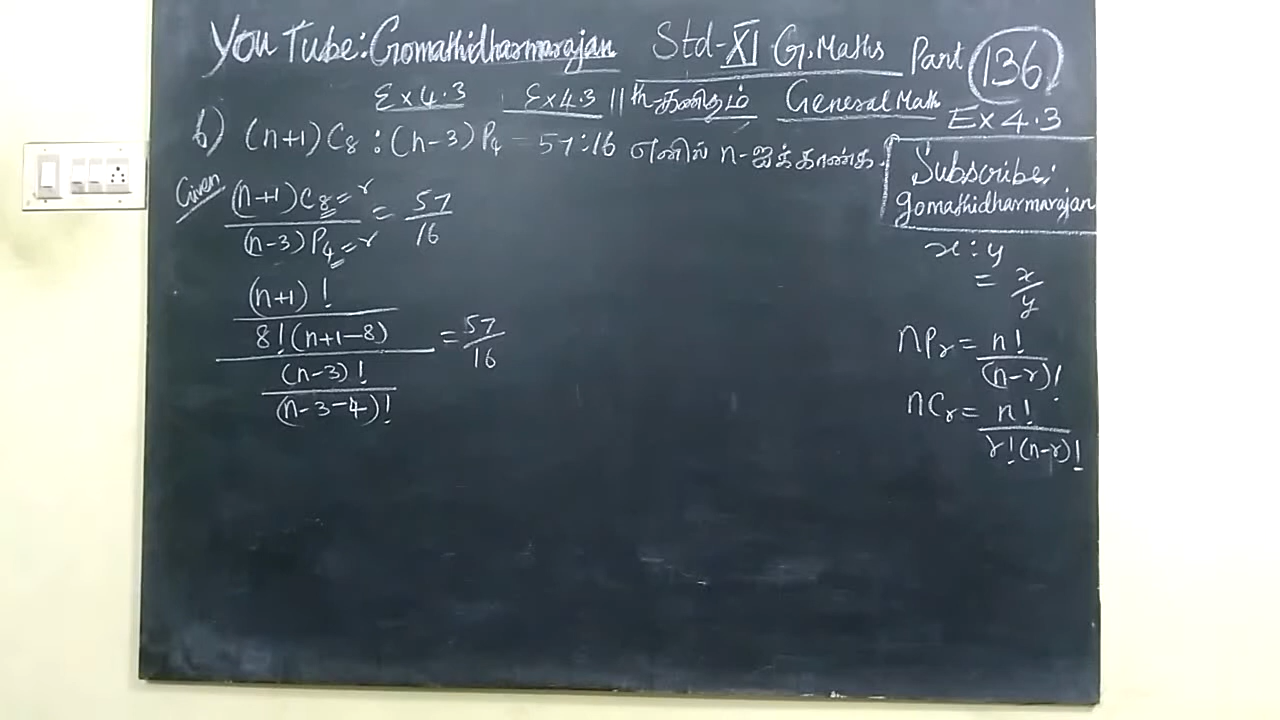 YouTube: Gomathidharmarajan Std-XI G.Maths Part 136
Ex 4.3 Ex 4.3 11th-கணிதம் General Math Ex 4.3
6) (n+1)C8 : (n-3)P4 = 57:16 எனில் n-ஐக்காண்க.
Subscribe:
gomathidharmarajan
Given
(n+1)C8 = r
(n-3)P4 = r
= 57/16
(n+1)!
8!(n+1-8)
(n-3)!
(n-3-4)!
= 57/16
x:y
= x/y
nPr = n!
(n-r)!
nCr = n!
r!(n-r)!